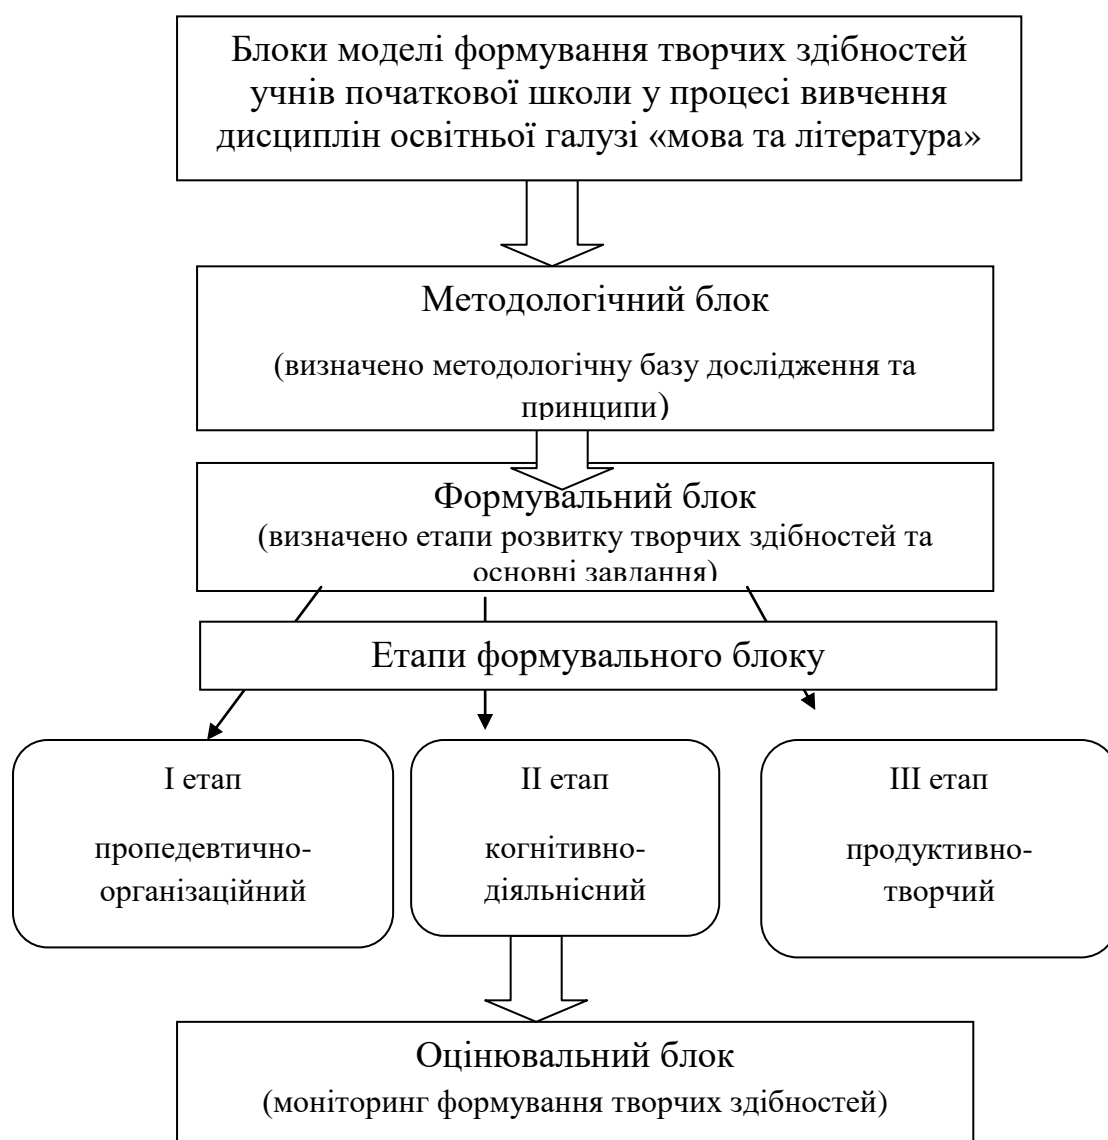 Блоки моделі формування творчих здібностей
учнів початкової школи у процесі вивчення
дисциплін освітньої галузі «мова та література»
Методологічний блок
(визначено методологічну базу дослідження та
принципи)
Формувальний блок
(визначено етапи розвитку творчих здібностей та
основні завдання)
Етапи формувального блоку
І етап
пропедевтично-
організаційний
ІІ етап
когнітивно-
діяльнісний
ІІІ етап
продуктивно-
творчий
Оцінювальний блок
(моніторинг формування творчих здібностей)